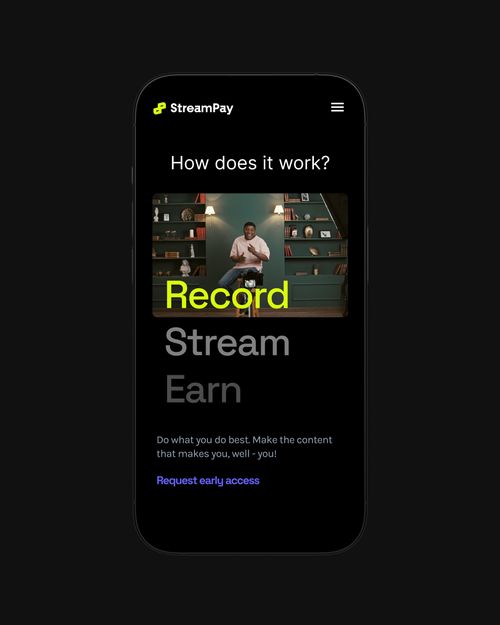 StreamPay
How does it work?
Record
Stream
Earn
Do what you do best. Make the content
that makes you, well - you!
Request early access